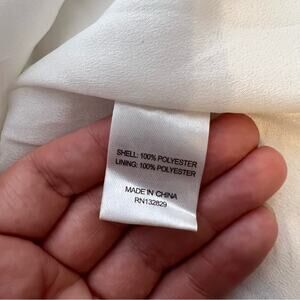 SHELL: 100% POLYESTER
LINING: 100% POLYESTER
MADE IN CHINA
RN132829